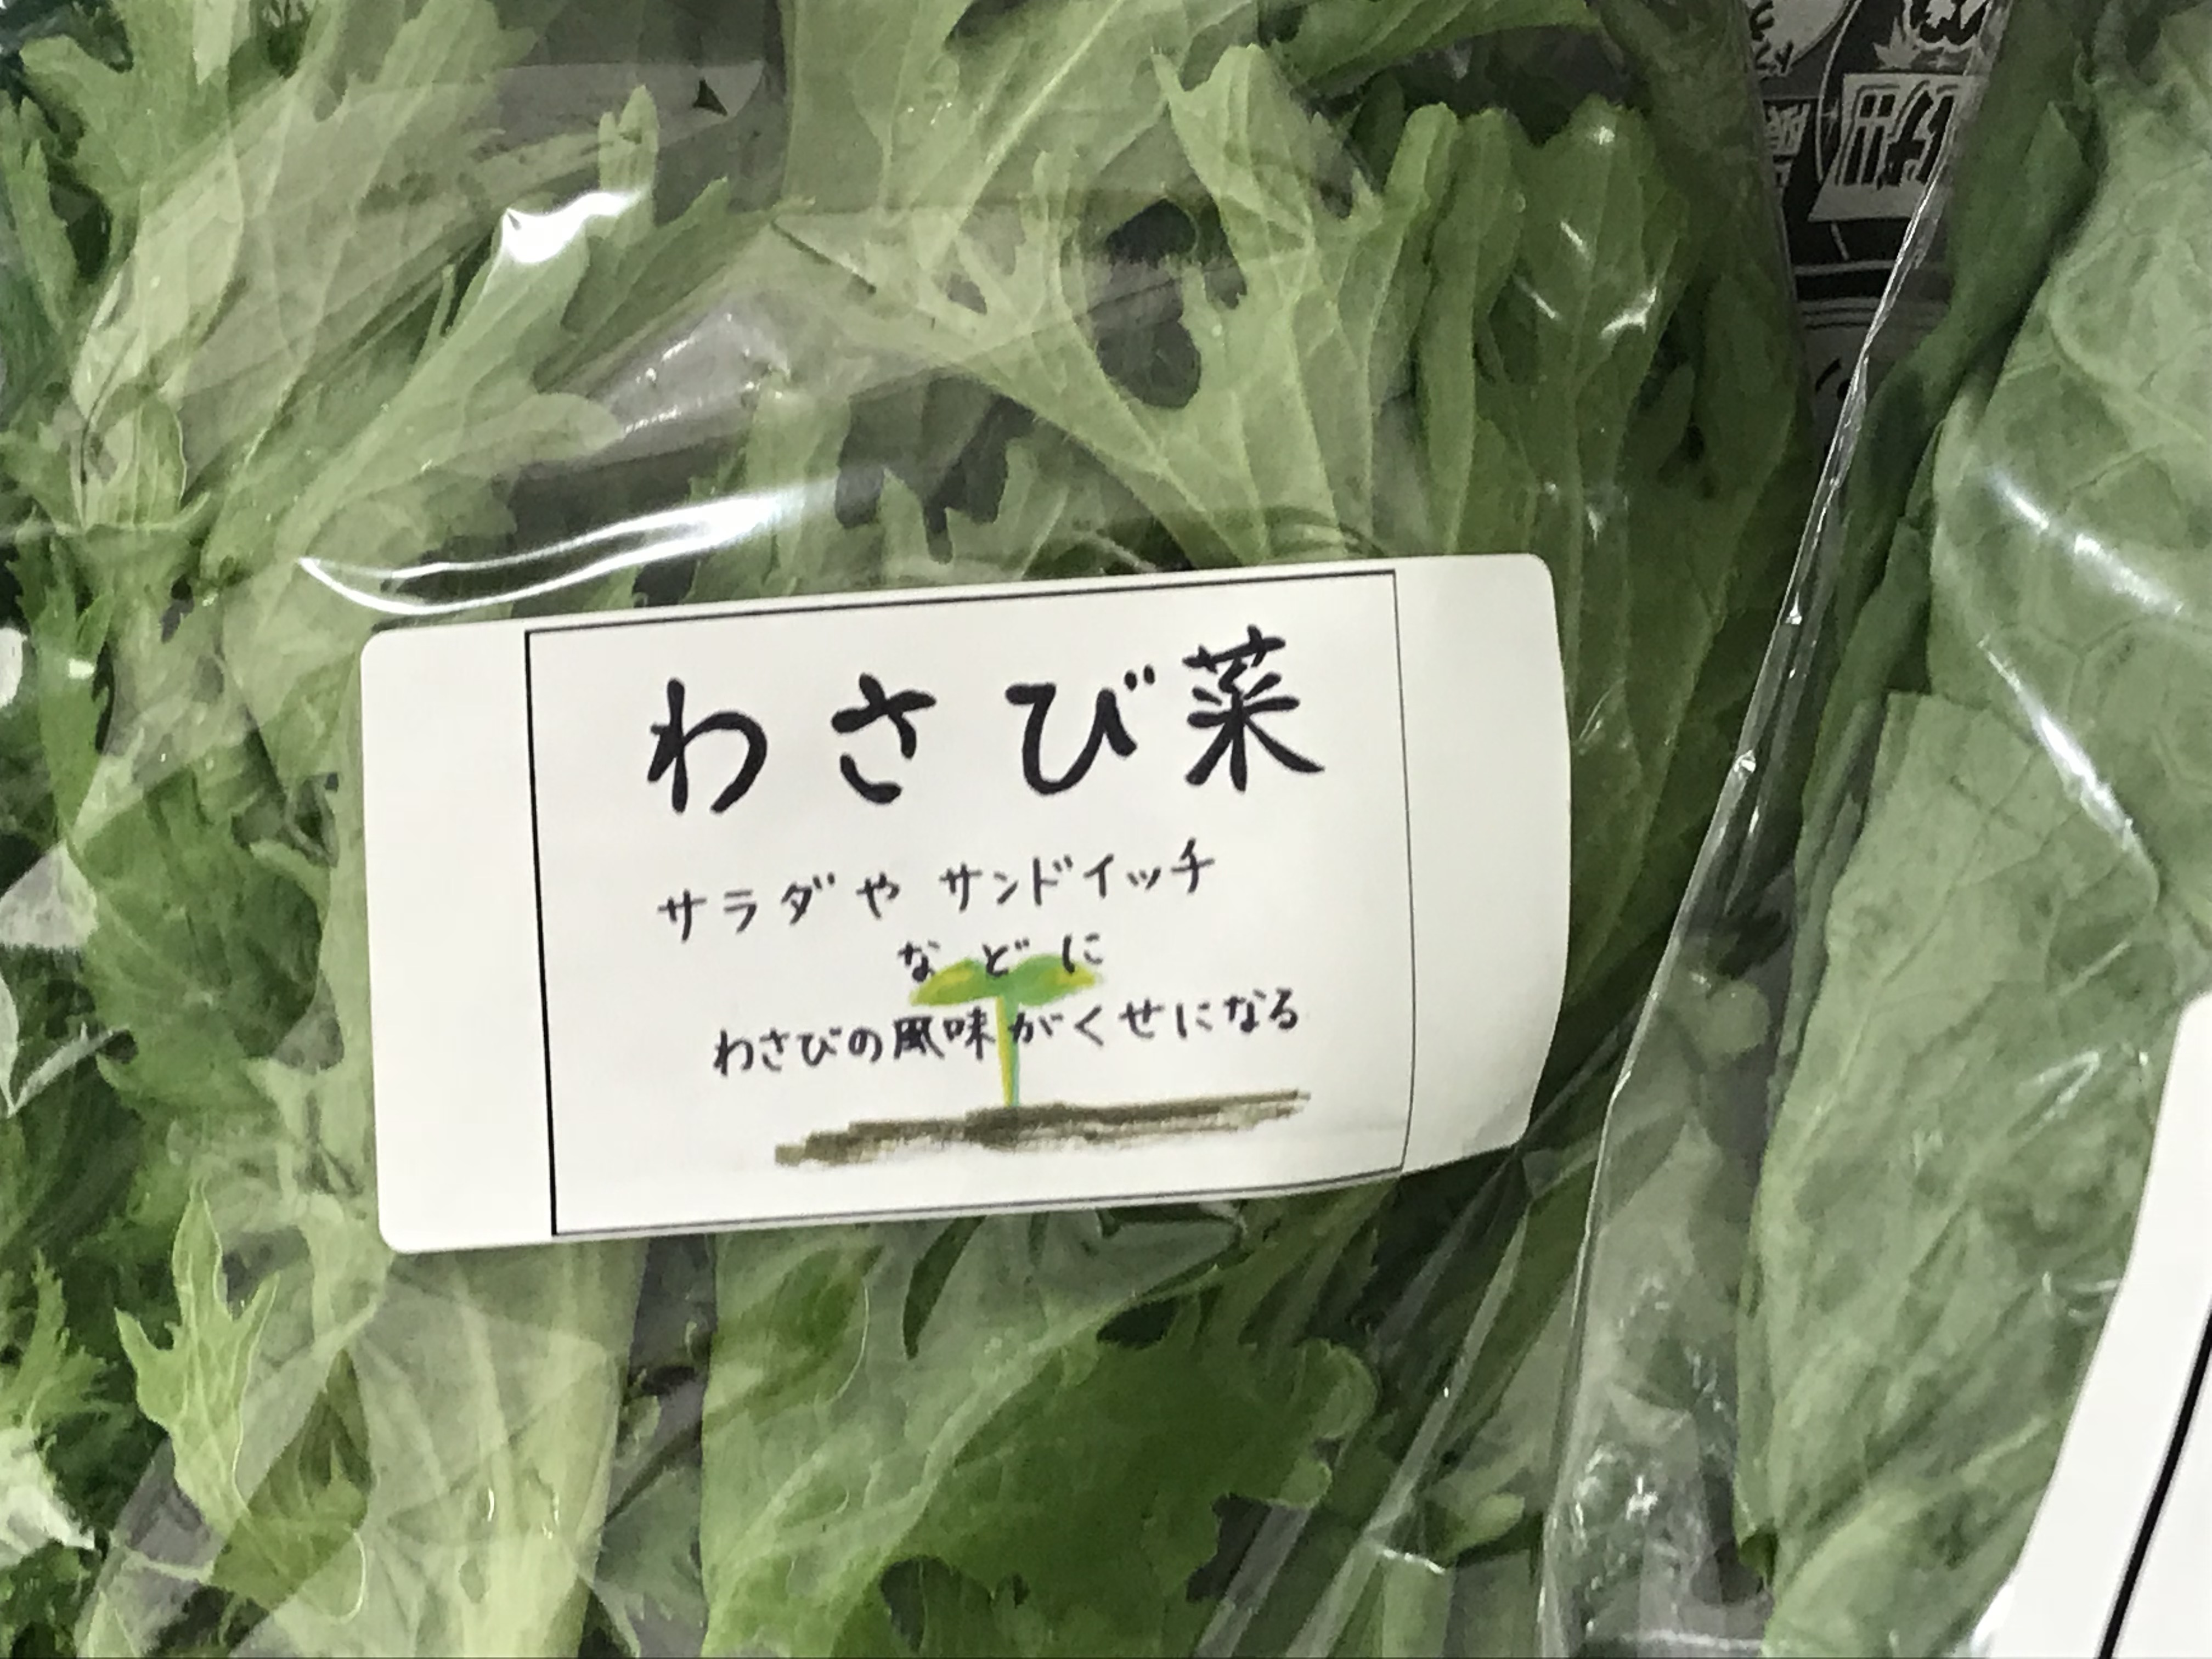 わさび菜
サラダや サンドイッチ
などに
わさびの風味がくせになる